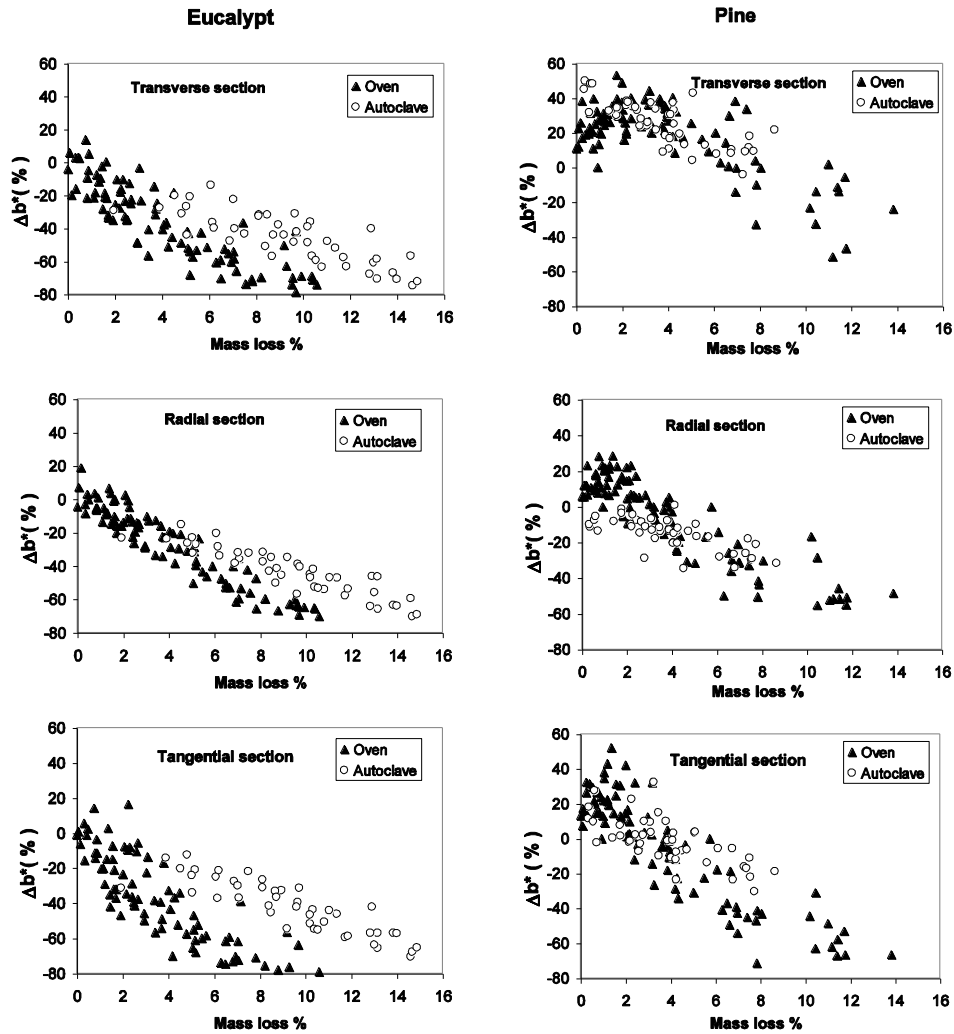 Eucalypt
Pine
Transverse section
Oven
Autoclave
60
40
20
0
-20
-40
-60
-80
Δb*( % )
0 2 4 6 8 10 12 14 16
Mass loss %
Transverse section
Oven
Autoclave
60
40
20
0
-20
-40
-60
-80
Δb*( % )
0 2 4 6 8 10 12 14 16
Mass loss %
Radial section
Oven
Autoclave
60
40
20
0
-20
-40
-60
-80
Δb*( % )
0 2 4 6 8 10 12 14 16
Mass loss %
Radial section
Oven
Autoclave
60
40
20
0
-20
-40
-60
-80
Δb*( % )
0 2 4 6 8 10 12 14 16
Mass loss %
Tangential section
Oven
Autoclave
60
40
20
0
-20
-40
-60
-80
Δb*( % )
0 2 4 6 8 10 12 14 16
Mass loss %
Tangential section
Oven
Autoclave
60
40
20
0
-20
-40
-60
-80
Δb* ( % )
0 2 4 6 8 10 12 14 16
Mass loss %